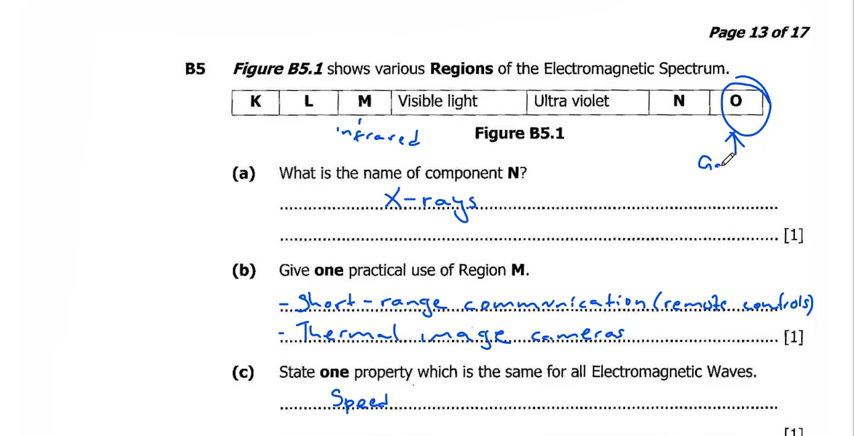 Page 13 of 17
B5 Figure B5.1 shows various Regions of the Electromagnetic Spectrum.
K L M Visible light Ultra violet N O
infrared Figure B5.1
(a) What is the name of component N?
X-rays
[1]
(b) Give one practical use of Region M.
- Short-range communication (remote controls)
- Thermal image cameras [1]
(c) State one property which is the same for all Electromagnetic Waves.
Speed